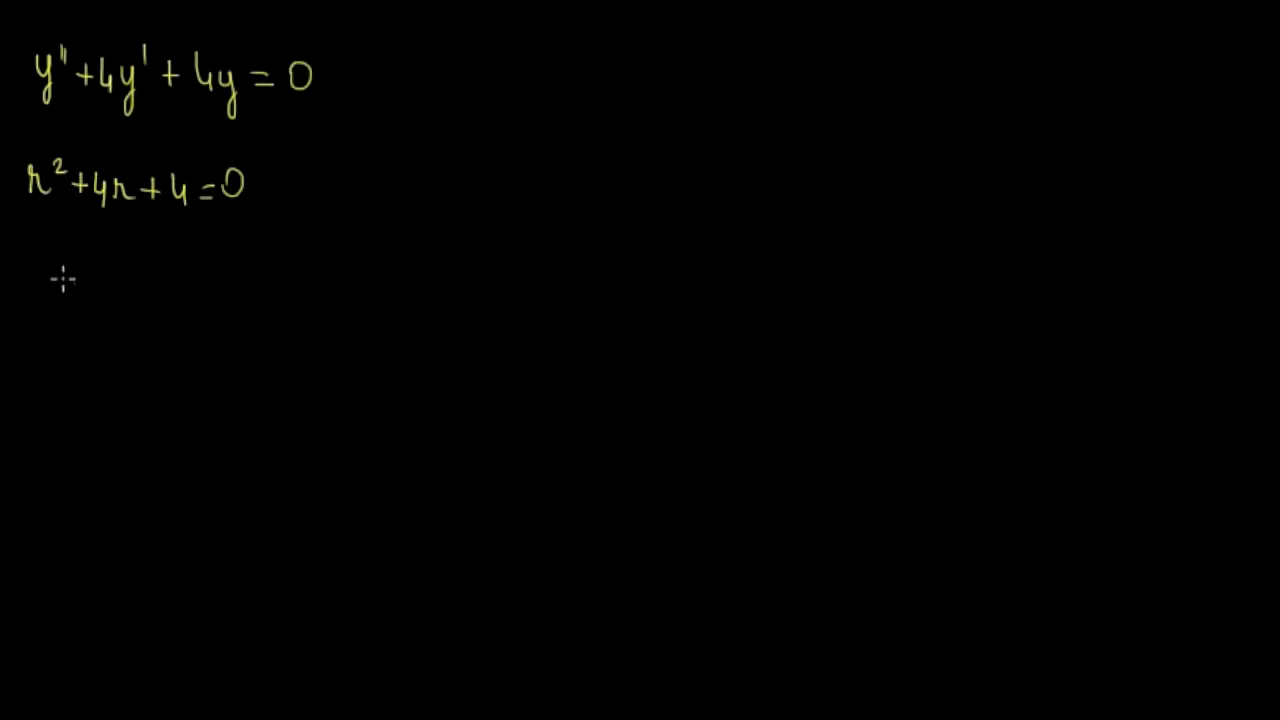 y" + 4y' + 4y = 0
r² + 4r + 4 = 0